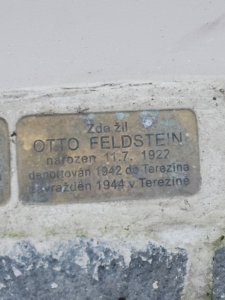 Zde žil
OTTO FELDSTEIN
narozen 11.7. 1922
deportován 1942 do Terezína
zavražděn 1944 v Terezíně